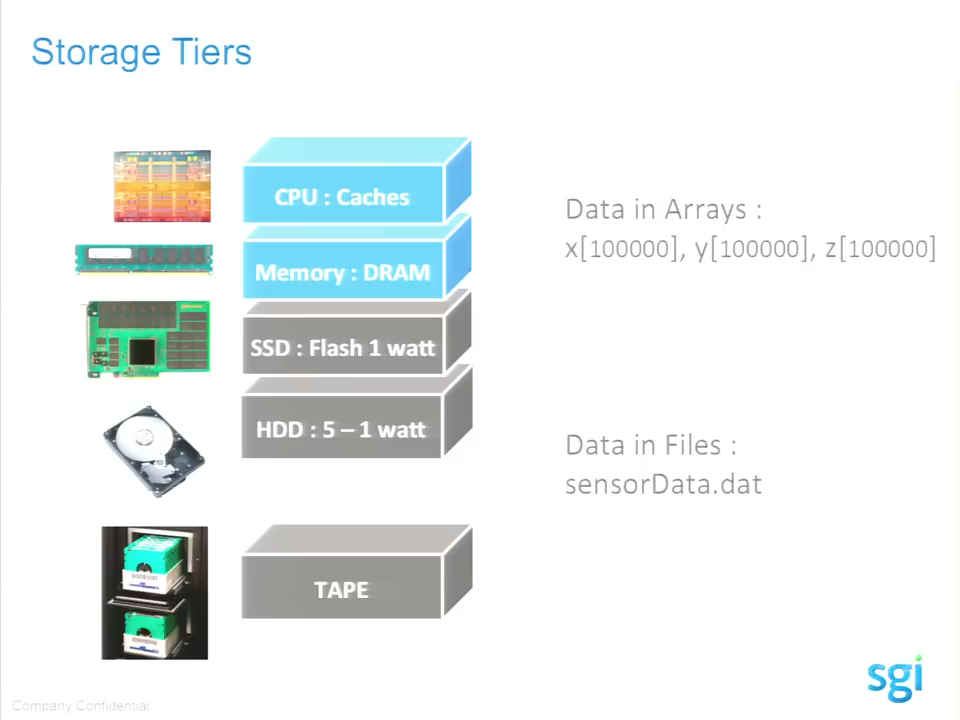 Storage Tiers
CPU : Caches
Memory : DRAM
SSD : Flash 1 watt
HDD : 5 – 1 watt
TAPE
Data in Arrays :
x[100000], y[100000], z[100000]
Data in Files :
sensorData.dat
sgi
Company Confidential